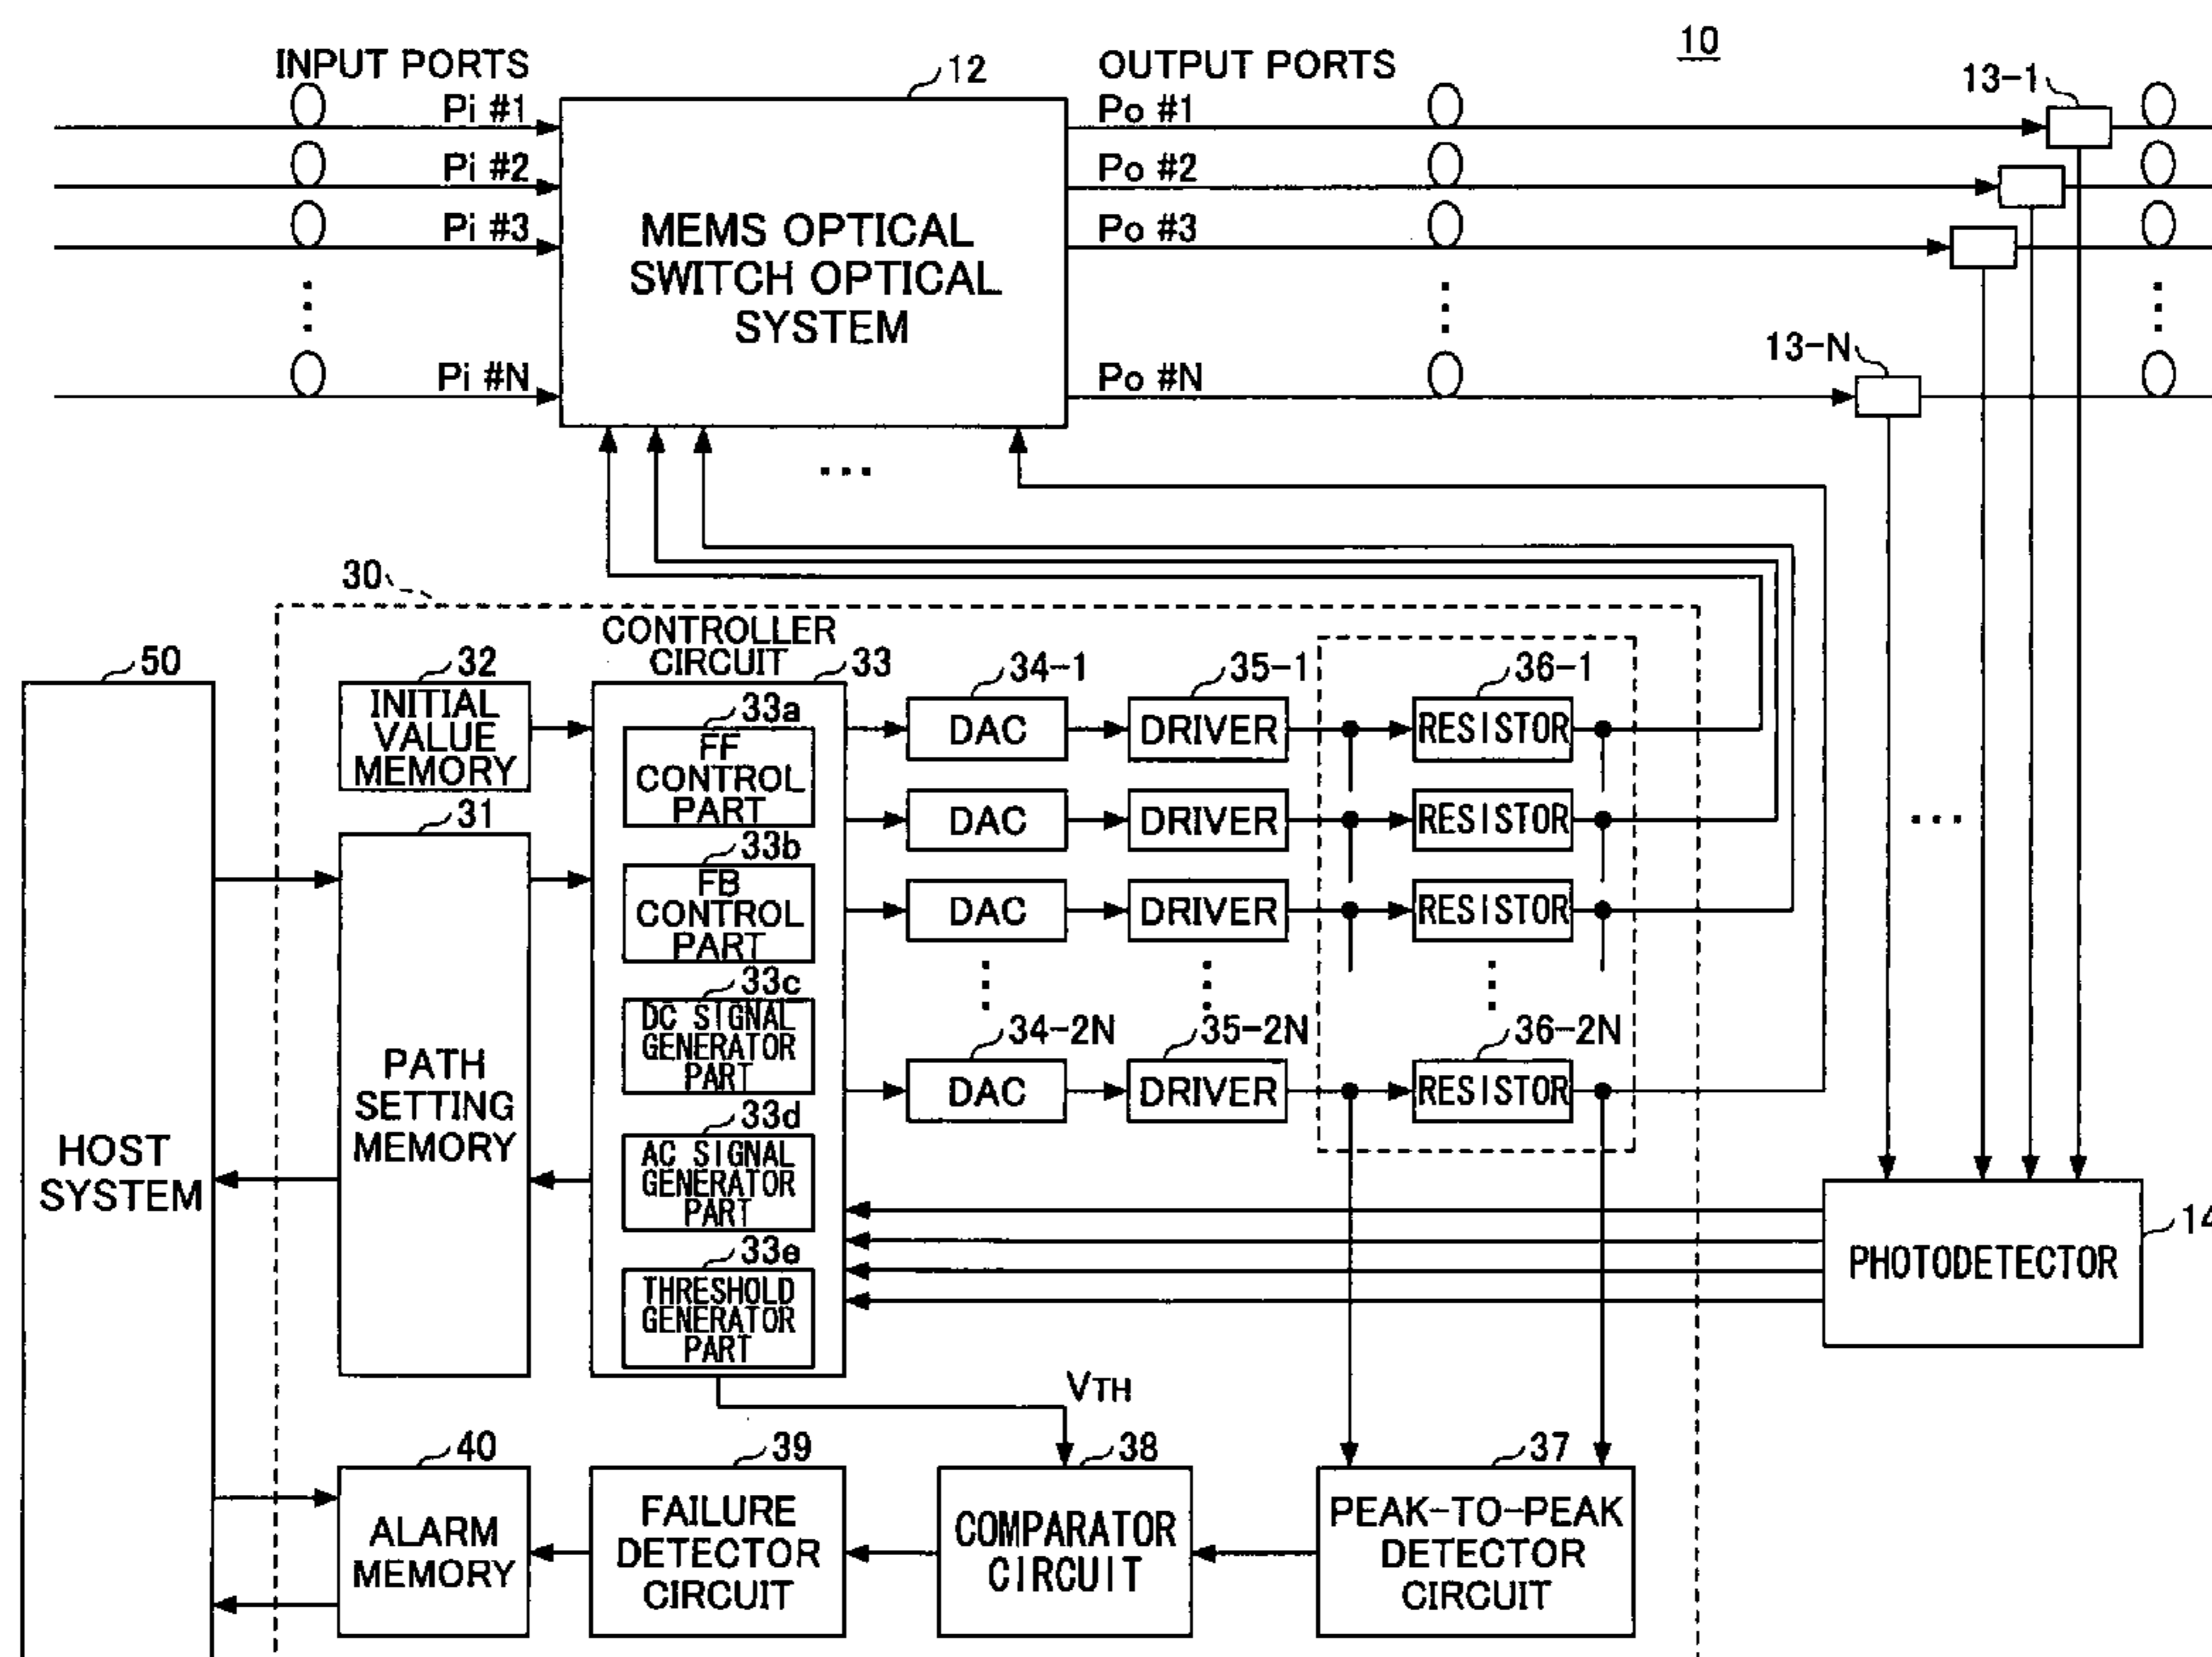 10
INPUT PORTS
12
OUTPUT PORTS
13-1
Pi #1
Po #1
Pi #2
Po #2
Pi #3
Po #3
MEMS OPTICAL
SWITCH OPTICAL
SYSTEM
13-N
Pi #N
Po #N
30
CONTROLLER
CIRCUIT
50
32
33
34-1
35-1
36-1
INITIAL
VALUE
MEMORY
33a
FF
CONTROL
PART
DAC
DRIVER
RESISTOR
31
DAC
DRIVER
RESISTOR
33b
FB
CONTROL
PART
DAC
DRIVER
RESISTOR
33c
DC SIGNAL
GENERATOR
PART
34-2N
35-2N
36-2N
DAC
DRIVER
RESISTOR
PATH
SETTING
MEMORY
HOST
SYSTEM
33d
AC SIGNAL
GENERATOR
PART
14
PHOTODETECTOR
33e
THRESHOLD
GENERATOR
PART
VTH
40
39
38
37
ALARM
MEMORY
FAILURE
DETECTOR
CIRCUIT
COMPARATOR
CIRCUIT
PEAK-TO-PEAK
DETECTOR
CIRCUIT